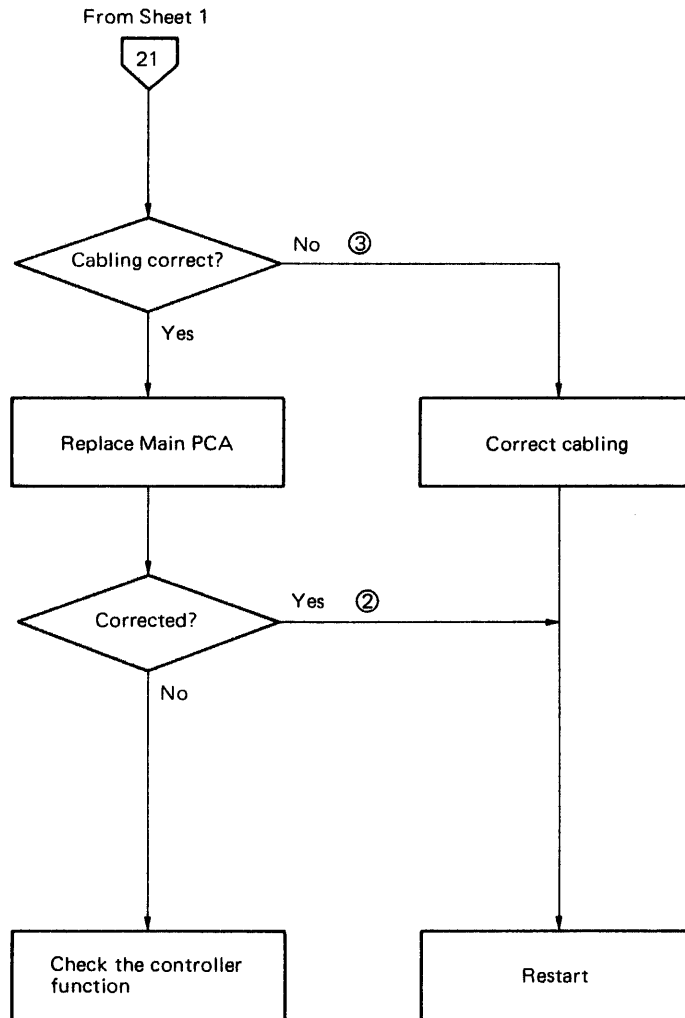 From Sheet 1
21
Cabling correct?
No ③
Yes
Replace Main PCA
Correct cabling
Corrected?
Yes ②
No
Check the controller
function
Restart